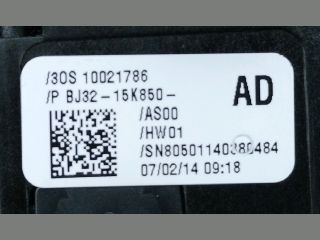 /3OS 10021786
/P BJ32-15K850- AD
/AS00
/HW01
/SN80501140380484
07/02/14 09:18